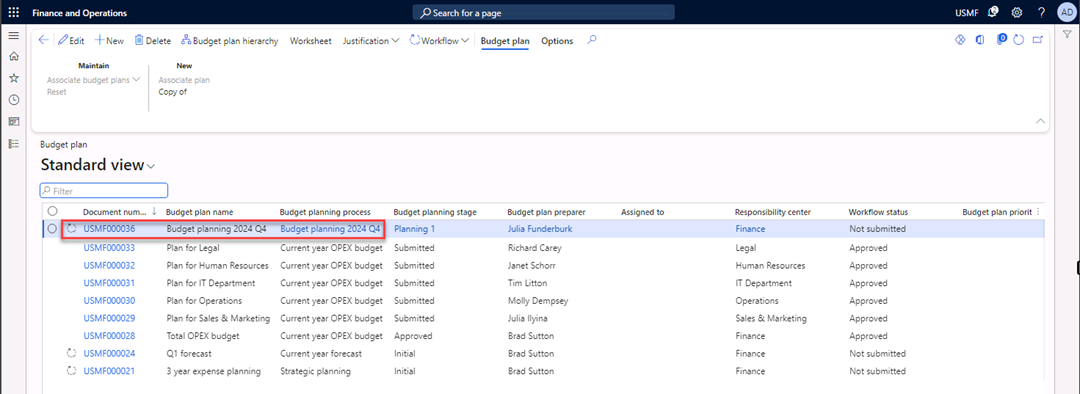 Finance and Operations Search for a page USMF 2 ? AD
Edit New Delete Budget plan hierarchy Worksheet Justification Workflow Budget plan Options 0
Maintain New
Associate budget plans Associate plan
Reset Copy of
Budget plan
Standard view
Filter
Document num... Budget plan name Budget planning process Budget planning stage Budget plan preparer Assigned to Responsibility center Workflow status Budget plan priorit
USMF000036 Budget planning 2024 Q4 Budget planning 2024 Q4 Planning 1 Julia Funderburk Finance Not submitted
USMF000033 Plan for Legal Current year OPEX budget Submitted Richard Carey Legal Approved
USMF000032 Plan for Human Resources Current year OPEX budget Submitted Janet Schorr Human Resources Approved
USMF000031 Plan for IT Department Current year OPEX budget Submitted Tim Litton IT Department Approved
USMF000030 Plan for Operations Current year OPEX budget Submitted Molly Dempsey Operations Approved
USMF000029 Plan for Sales & Marketing Current year OPEX budget Submitted Julia Ilyina Sales & Marketing Approved
USMF000028 Total OPEX budget Current year OPEX budget Approved Brad Sutton Finance Approved
USMF000024 Q1 forecast Current year forecast Initial Brad Sutton Finance Not submitted
USMF000021 3 year expense planning Strategic planning Initial Brad Sutton Finance Not submitted